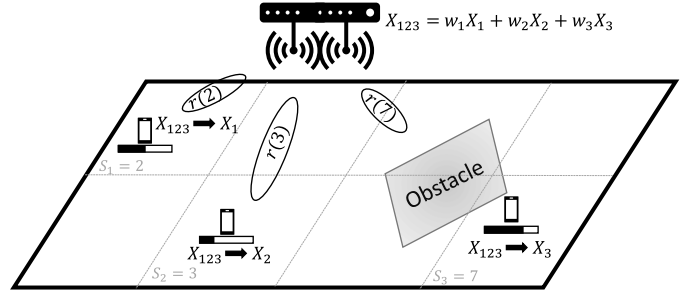 X₁₂₃ = w₁X₁ + w₂X₂ + w₃X₃
r(2)
r(3)
r(7)
X₁₂₃ ➡ X₁
S₁ = 2
Obstacle
X₁₂₃ ➡ X₂
X₁₂₃ ➡ X₃
S₂ = 3
S₃ = 7